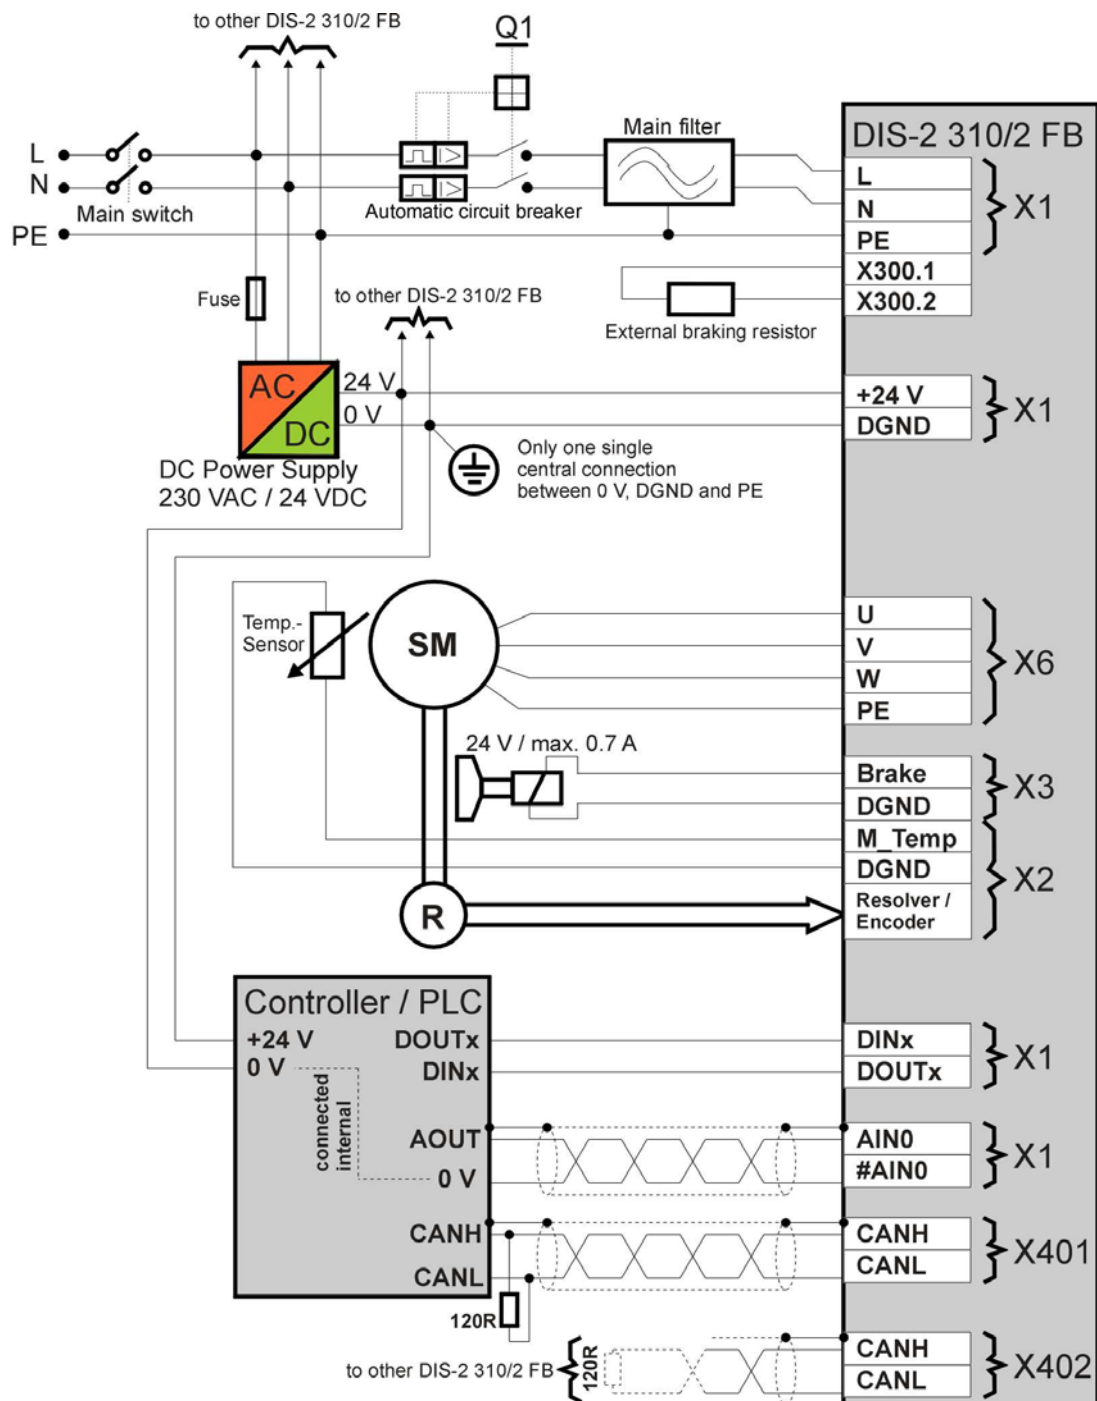 to other DIS-2 310/2 FB
Q1
DIS-2 310/2 FB
Main filter
L
N
Main switch
Automatic circuit breaker
PE
L
N
PE
X1
X300.1
X300.2
Fuse
to other DIS-2 310/2 FB
External braking resistor
AC
DC
24 V
0 V
+24 V
DGND
X1
DC Power Supply
230 VAC / 24 VDC
Only one single
central connection
between 0 V, DGND and PE
Temp.-
Sensor
SM
U
V
W
PE
X6
24 V / max. 0.7 A
Brake
DGND
X3
M_Temp
DGND
Resolver /
Encoder
X2
R
Controller / PLC
+24 V
0 V
DOUTx
DINx
connected
internal
DINx
DOUTx
X1
AOUT
0 V
AIN0
#AIN0
X1
CANH
CANL
120R
CANH
CANL
X401
to other DIS-2 310/2 FB
120R
CANH
CANL
X402